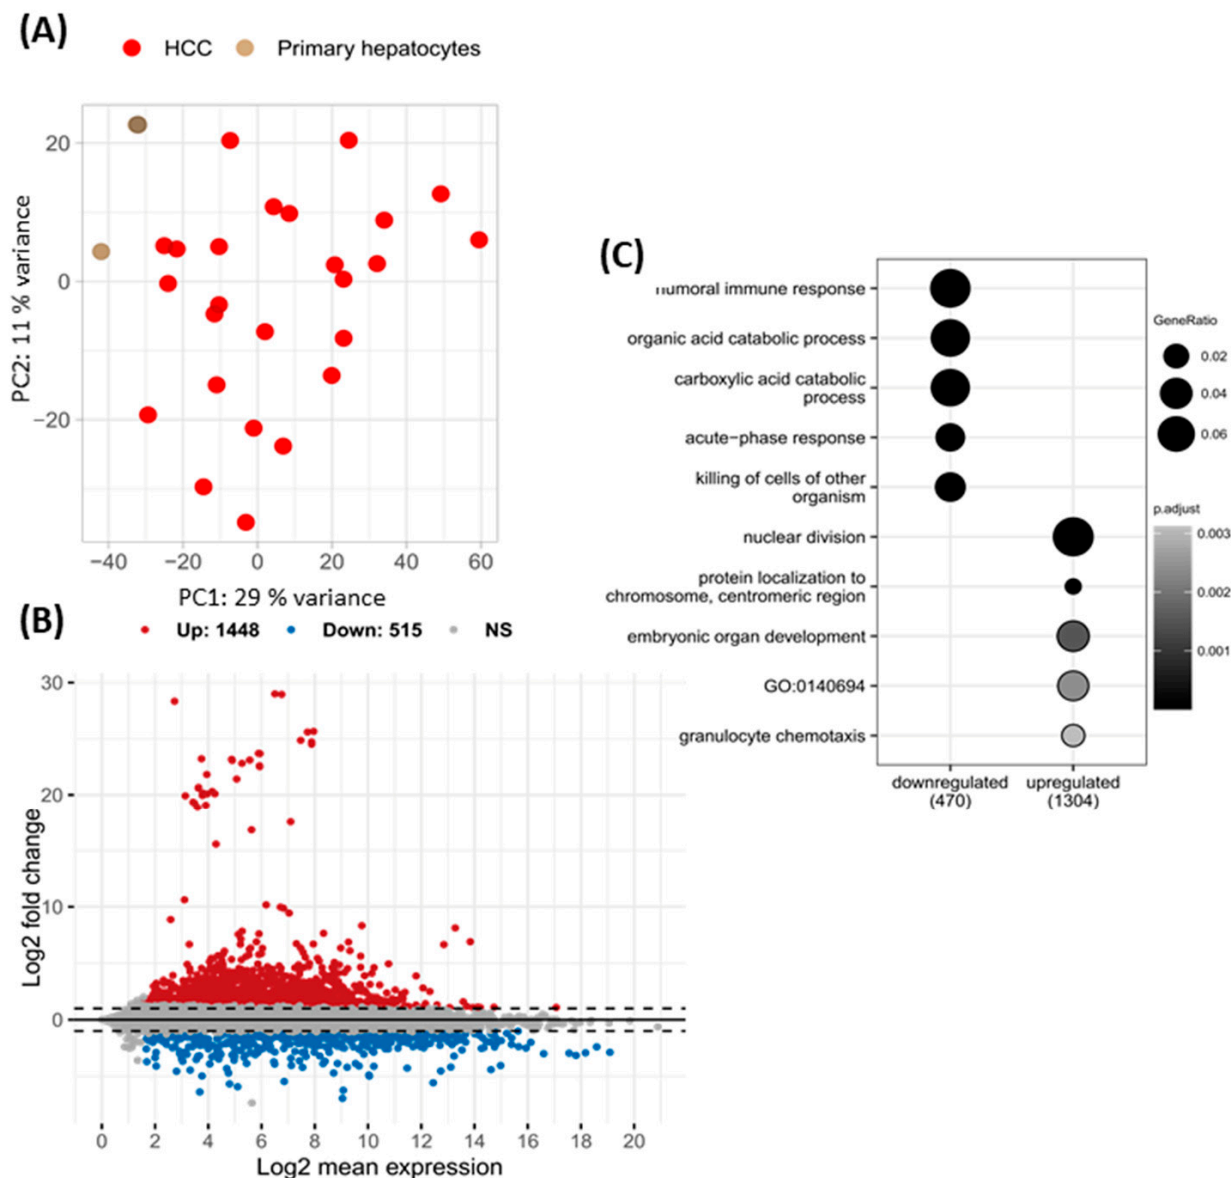 (A)
HCC Primary hepatocytes
PC2: 11 % variance
20
0
−20
−40 −20 0 20 40 60
PC1: 29 % variance
(B)
Up: 1448 Down: 515 NS
Log2 fold change
30
20
10
0
0 2 4 6 8 10 12 14 16 18 20
Log2 mean expression
(C)
humoral immune response
organic acid catabolic process
carboxylic acid catabolic
process
acute−phase response
killing of cells of other
organism
nuclear division
protein localization to
chromosome, centromeric region
embryonic organ development
GO:0140694
granulocyte chemotaxis
downregulated
(470)
upregulated
(1304)
GeneRatio
0.02
0.04
0.06
p.adjust
0.003
0.002
0.001